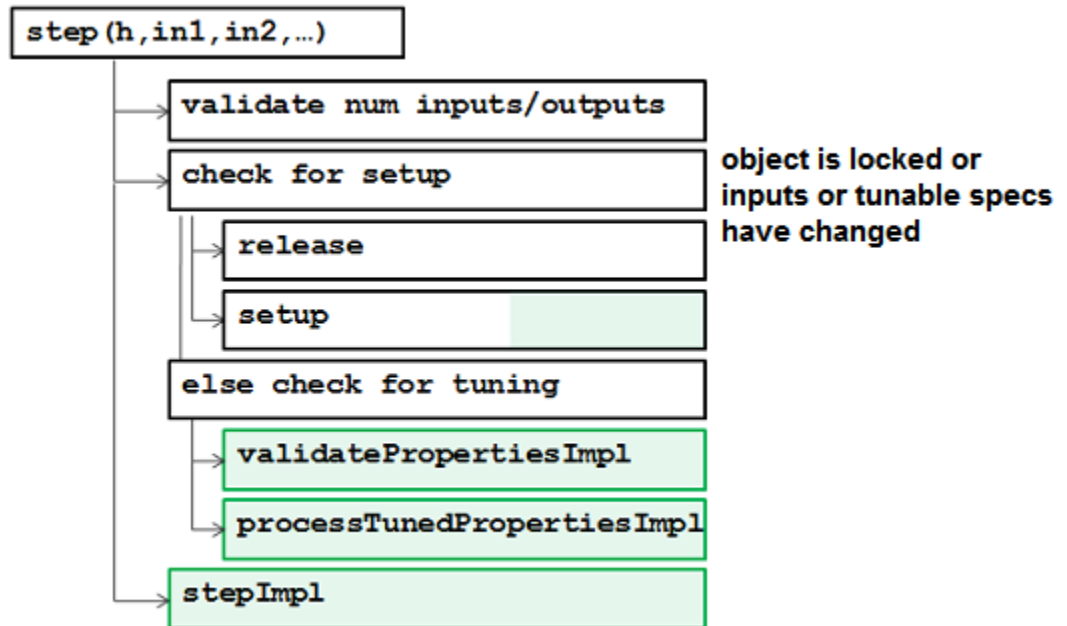 step(h,in1,in2,…)
validate num inputs/outputs
check for setup
object is locked or
inputs or tunable specs
have changed
release
setup
else check for tuning
validatePropertiesImpl
processTunedPropertiesImpl
stepImpl